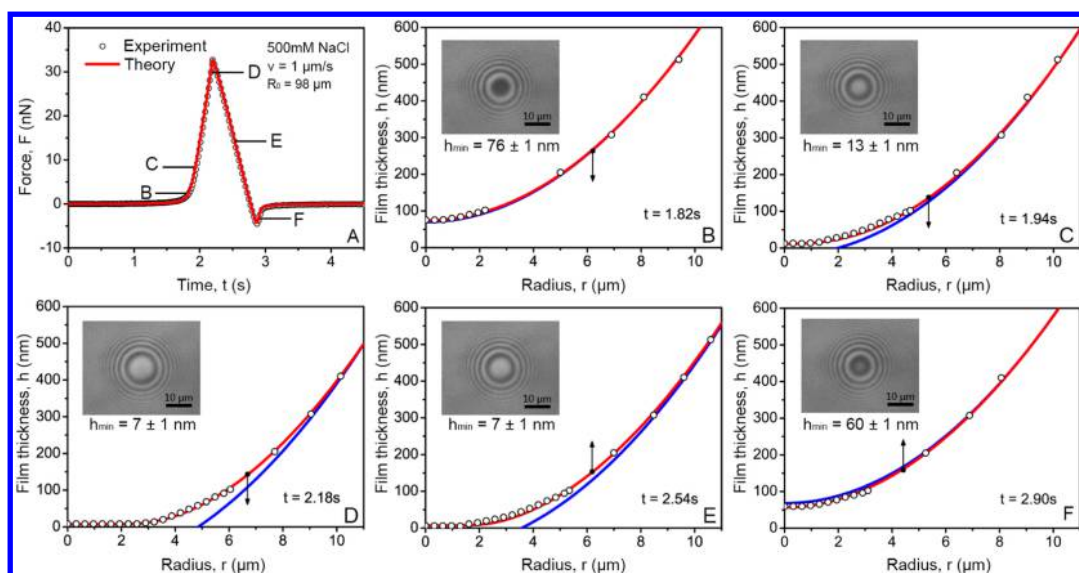 40
30
20
10
0
-10
Force, F (nN)
Experiment
Theory
500mM NaCl
v = 1 μm/s
R₀ = 98 μm
B
C
D
E
F
A
0 1 2 3 4
Time, t (s)
600
500
400
300
200
100
0
Film thickness, h (nm)
10 μm
hmin = 76 ± 1 nm
t = 1.82s
B
0 2 4 6 8 10
Radius, r (μm)
600
500
400
300
200
100
0
Film thickness, h (nm)
10 μm
hmin = 13 ± 1 nm
t = 1.94s
C
0 2 4 6 8 10
Radius, r (μm)
600
500
400
300
200
100
0
Film thickness, h (nm)
10 μm
hmin = 7 ± 1 nm
t = 2.18s
D
0 2 4 6 8 10
Radius, r (μm)
600
500
400
300
200
100
0
Film thickness, h (nm)
10 μm
hmin = 7 ± 1 nm
t = 2.54s
E
0 2 4 6 8 10
Radius, r (μm)
600
500
400
300
200
100
0
Film thickness, h (nm)
10 μm
hmin = 60 ± 1 nm
t = 2.90s
F
0 2 4 6 8 10
Radius, r (μm)